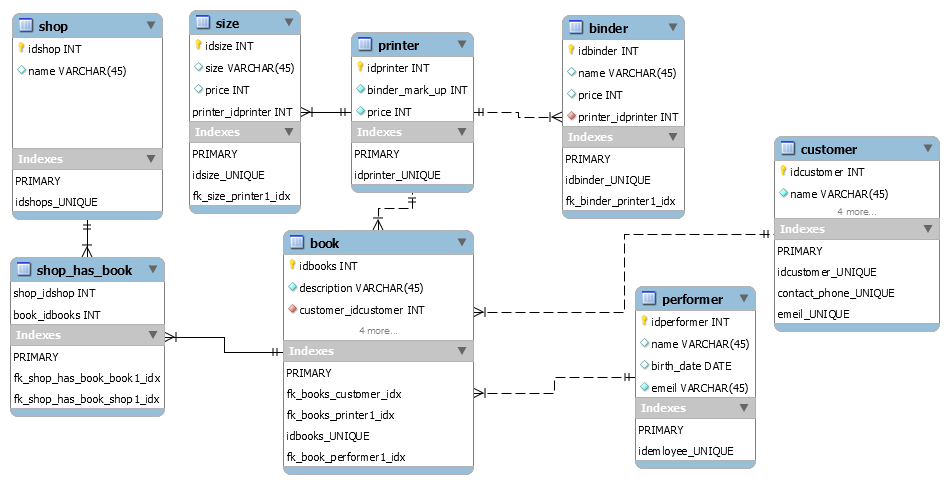 shop
idshop INT
name VARCHAR(45)
Indexes
PRIMARY
idshops_UNIQUE
size
idsize INT
size VARCHAR(45)
price INT
printer_idprinter INT
Indexes
PRIMARY
idsize_UNIQUE
fk_size_printer1_idx
printer
idprinter INT
binder_mark_up INT
price INT
Indexes
PRIMARY
idprinter_UNIQUE
binder
idbinder INT
name VARCHAR(45)
price INT
printer_idprinter INT
Indexes
PRIMARY
idbinder_UNIQUE
fk_binder_printer1_idx
customer
idcustomer INT
name VARCHAR(45)
4 more...
Indexes
PRIMARY
idcustomer_UNIQUE
contact_phone_UNIQUE
emeil_UNIQUE
shop_has_book
shop_idshop INT
book_idbooks INT
Indexes
PRIMARY
fk_shop_has_book_book1_idx
fk_shop_has_book_shop1_idx
book
idbooks INT
description VARCHAR(45)
customer_idcustomer INT
4 more...
Indexes
PRIMARY
fk_books_customer_idx
fk_books_printer1_idx
idbooks_UNIQUE
fk_book_performer1_idx
performer
idperformer INT
name VARCHAR(45)
birth_date DATE
emeil VARCHAR(45)
Indexes
PRIMARY
idemloyee_UNIQUE